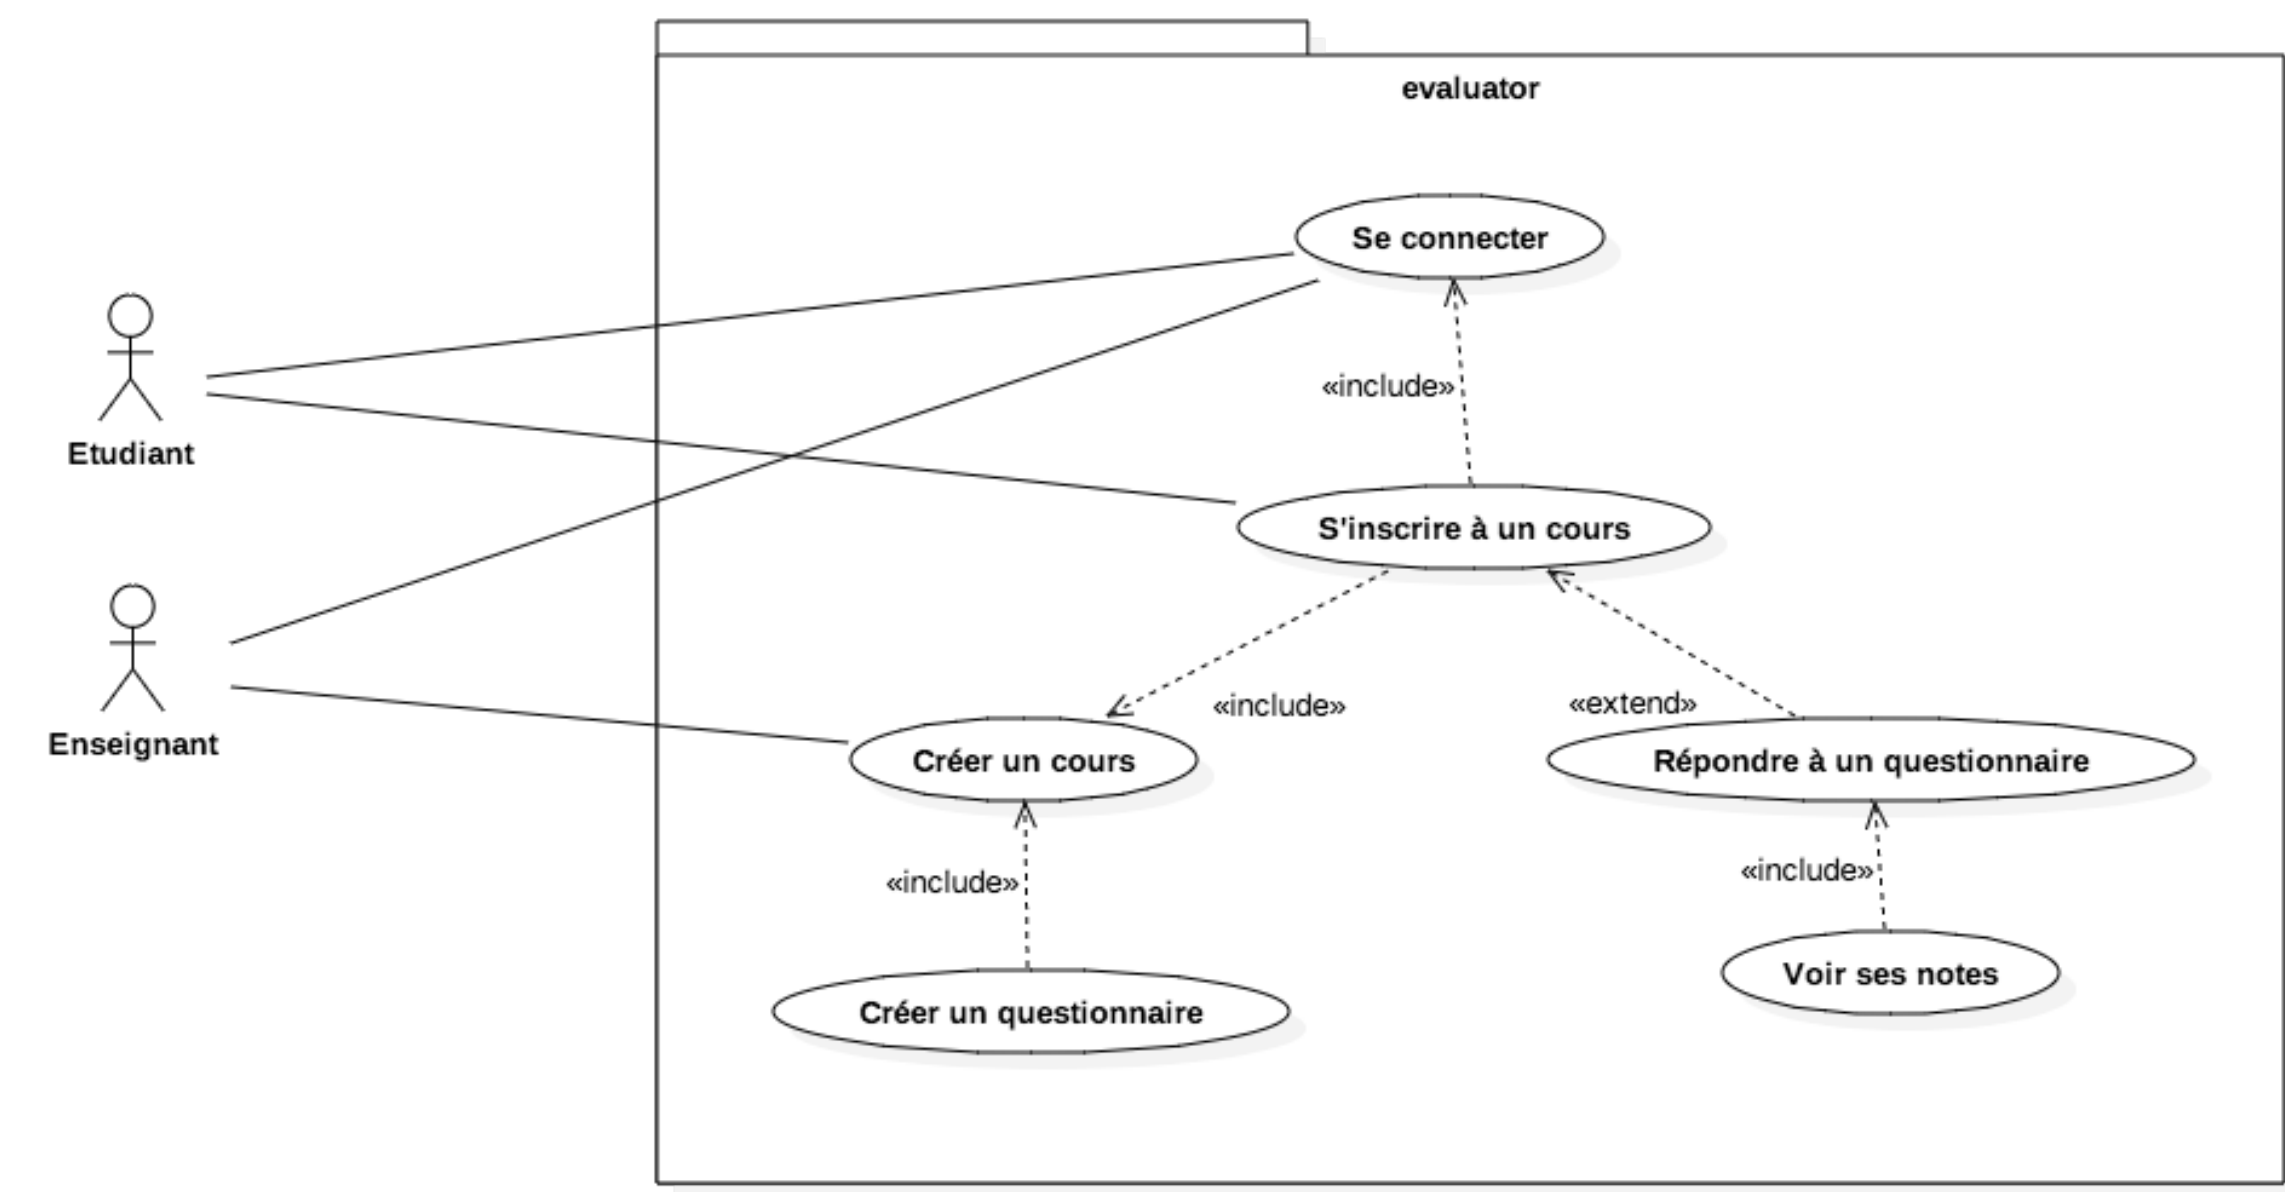 evaluator
Se connecter
«include»
Etudiant
S'inscrire à un cours
Enseignant
«include»
«extend»
Créer un cours
Répondre à un questionnaire
«include»
«include»
Voir ses notes
Créer un questionnaire